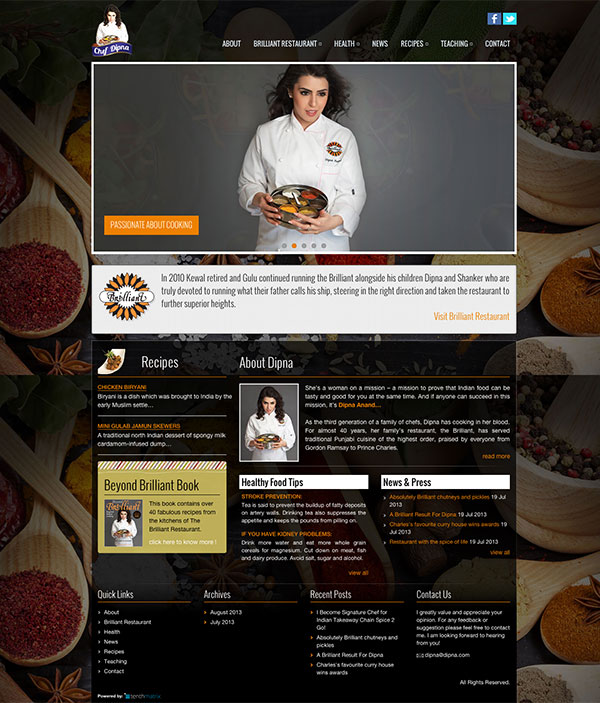 Chef Dipna
ABOUT BRILLIANT RESTAURANT HEALTH NEWS RECIPES TEACHING CONTACT
PASSIONATE ABOUT COOKING
Brilliant
In 2010 Kewal retired and Gulu continued running the Brilliant alongside his children Dipna and Shanker who are
truly devoted to running what their father calls his ship, steering in the right direction and taken the restaurant to
further superior heights.
Visit Brilliant Restaurant
Recipes
CHICKEN BIRYANI
Biryani is a dish which was brought to India by the
early Muslim settle...
MINI GULAB JAMUN SKEWERS
A traditional north Indian dessert of spongy milk
cardamom-infused dump...
Beyond Brilliant Book
Brilliant
This book contains over
40 fabulous recipes from
the kitchens of The
Brilliant Restaurant.
click here to know more !
About Dipna
She's a woman on a mission – a mission to prove that Indian food can be
tasty and good for you at the same time. And if anyone can succeed in this
mission, it's Dipna Anand...
As the third generation of a family of chefs, Dipna has cooking in her blood.
For almost 40 years, her family's restaurant, the Brilliant, has served
traditional Punjabi cuisine of the highest order, praised by everyone from
Gordon Ramsay to Prince Charles.
read more
Healthy Food Tips
STROKE PREVENTION:
Tea is said to prevent the buildup of fatty deposits
on artery walls. Drinking tea also suppresses the
appetite and keeps the pounds from piling on.
IF YOU HAVE KIDNEY PROBLEMS:
Drink more water and eat more whole grain
cereals for magnesium. Cut down on meat, fish
and dairy produce. Avoid salt, sugar and alcohol.
view all
News & Press
Absolutely Brilliant chutneys and pickles 19 Jul
2013
A Brilliant Result For Dipna 19 Jul 2013
Charles's favourite curry house wins awards 19
Jul 2013
Restaurant with the spice of life 19 Jul 2013
view all
Quick Links
About
Brilliant Restaurant
Health
News
Recipes
Teaching
Contact
Archives
August 2013
July 2013
Recent Posts
I Become Signature Chef for
Indian Takeaway Chain Spice 2
Go!
Absolutely Brilliant chutneys and
pickles
A Brilliant Result For Dipna
Charles's favourite curry house
wins awards
Contact Us
I greatly value and appreciate your
opinion. For any feedback or
suggestion please feel free to contact
me. I am looking forward to hearing
from you!
dipna@dipna.com
All Rights Reserved.
Powered by: tenthmatrix